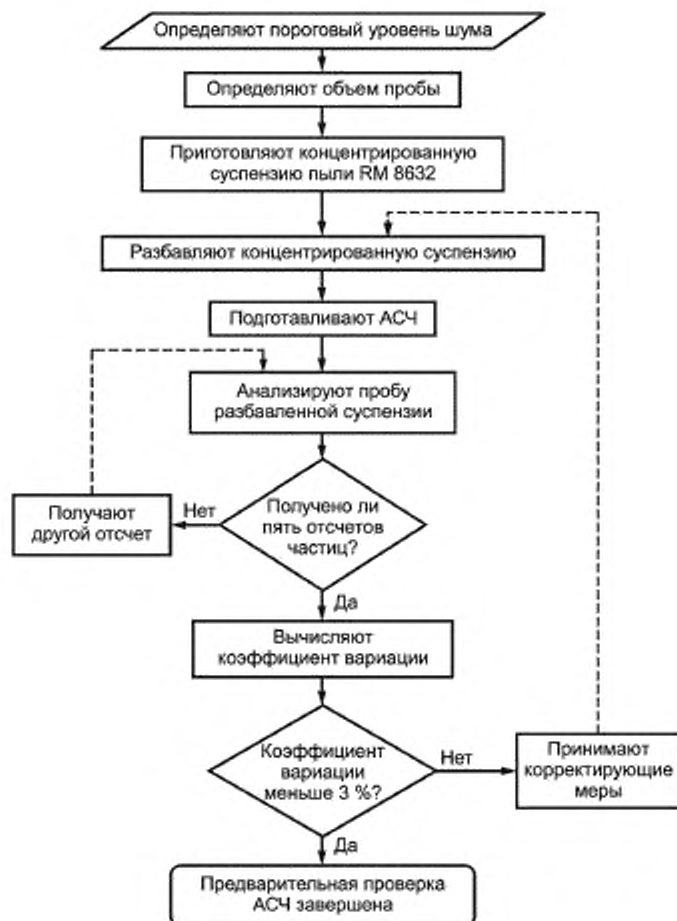 Определяют пороговый уровень шума
Определяют объем пробы
Приготовляют концентрированную
суспензию пыли RM 8632
Разбавляют концентрированную суспензию
Подготавливают АСЧ
Анализируют пробу
разбавленной суспензии
Получено ли
пять отсчетов
частиц?
Нет
Получают
другой отсчет
Да
Вычисляют
коэффициент вариации
Коэффициент
вариации
меньше 3 %?
Нет
Принимают
корректирующие
меры
Да
Предварительная проверка
АСЧ завершена